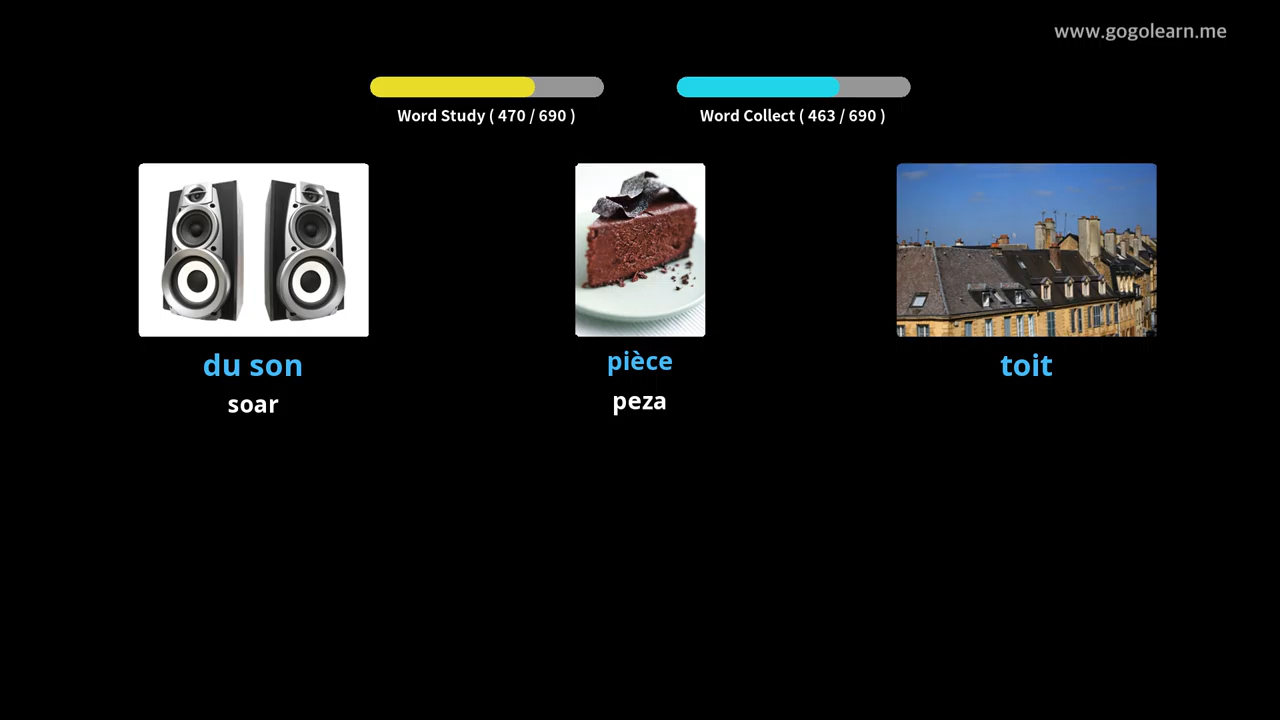 www.gogolearn.me
Word Study ( 470 / 690 )
Word Collect ( 463 / 690 )
du son
soar
pièce
peza
toit